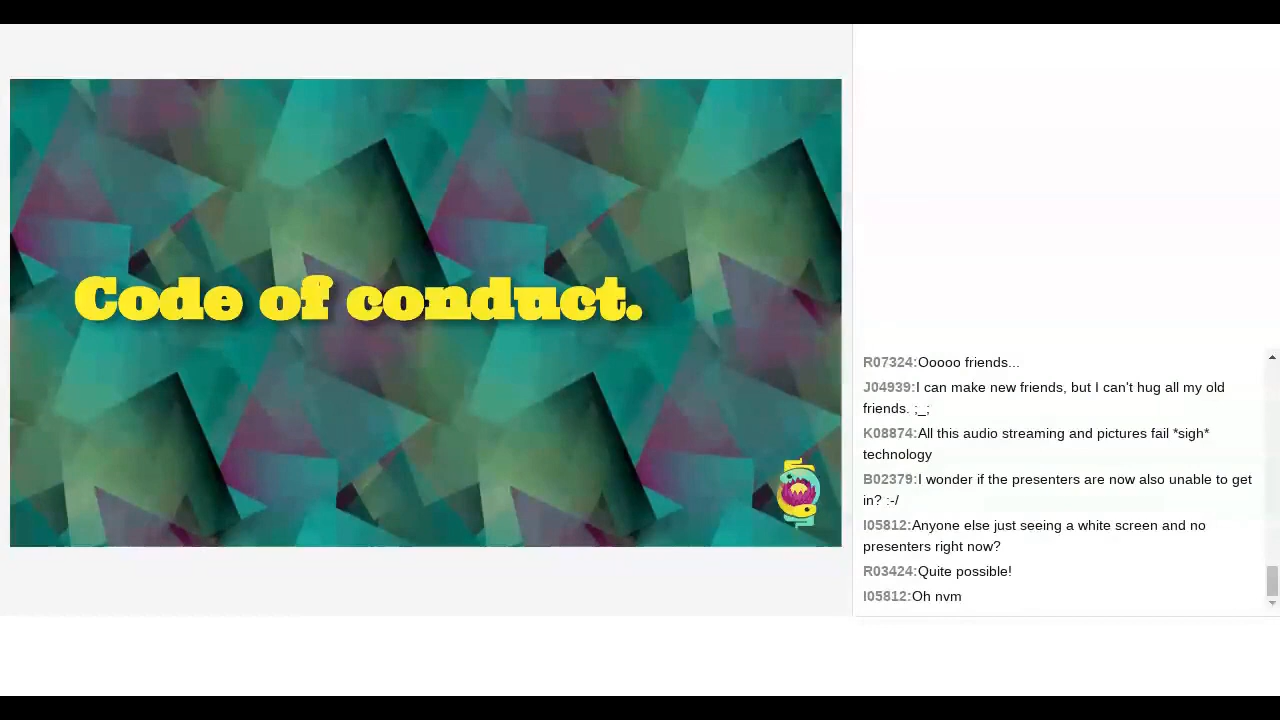 Code of conduct.
R07324:Ooooo friends...
J04939:I can make new friends, but I can't hug all my old
friends. ;_;
K08874:All this audio streaming and pictures fail *sigh*
technology
B02379:I wonder if the presenters are now also unable to get
in? :-/
I05812:Anyone else just seeing a white screen and no
presenters right now?
R03424:Quite possible!
I05812:Oh nvm